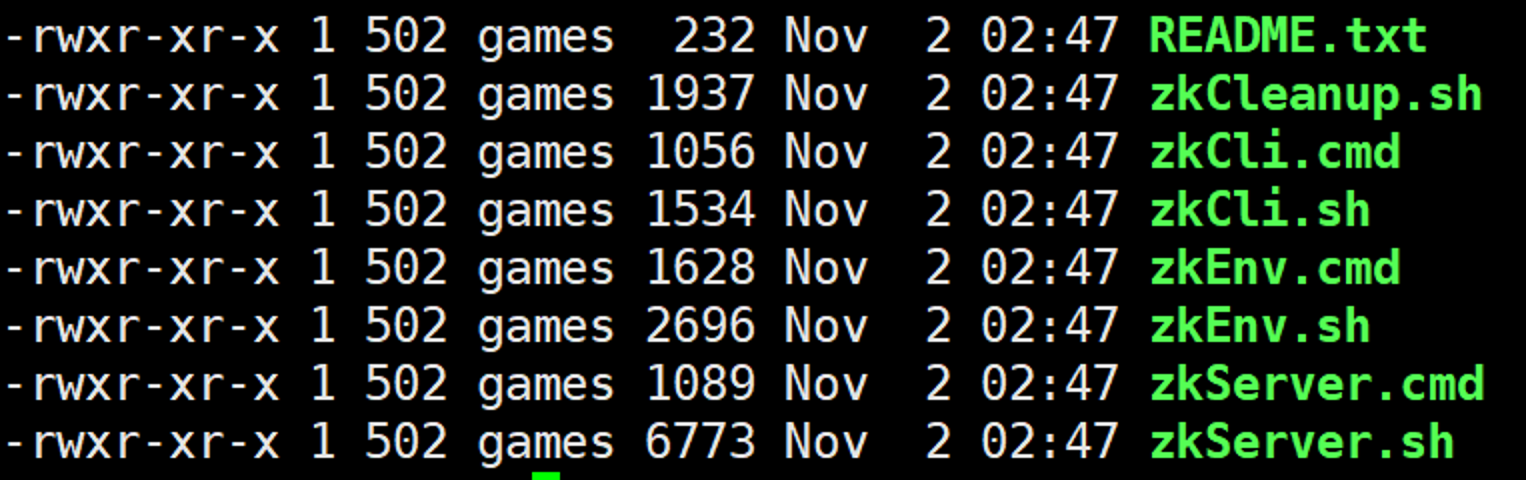 -rwxr-xr-x 1 502 games  232 Nov  2 02:47 README.txt
-rwxr-xr-x 1 502 games 1937 Nov  2 02:47 zkCleanup.sh
-rwxr-xr-x 1 502 games 1056 Nov  2 02:47 zkCli.cmd
-rwxr-xr-x 1 502 games 1534 Nov  2 02:47 zkCli.sh
-rwxr-xr-x 1 502 games 1628 Nov  2 02:47 zkEnv.cmd
-rwxr-xr-x 1 502 games 2696 Nov  2 02:47 zkEnv.sh
-rwxr-xr-x 1 502 games 1089 Nov  2 02:47 zkServer.cmd
-rwxr-xr-x 1 502 games 6773 Nov  2 02:47 zkServer.sh